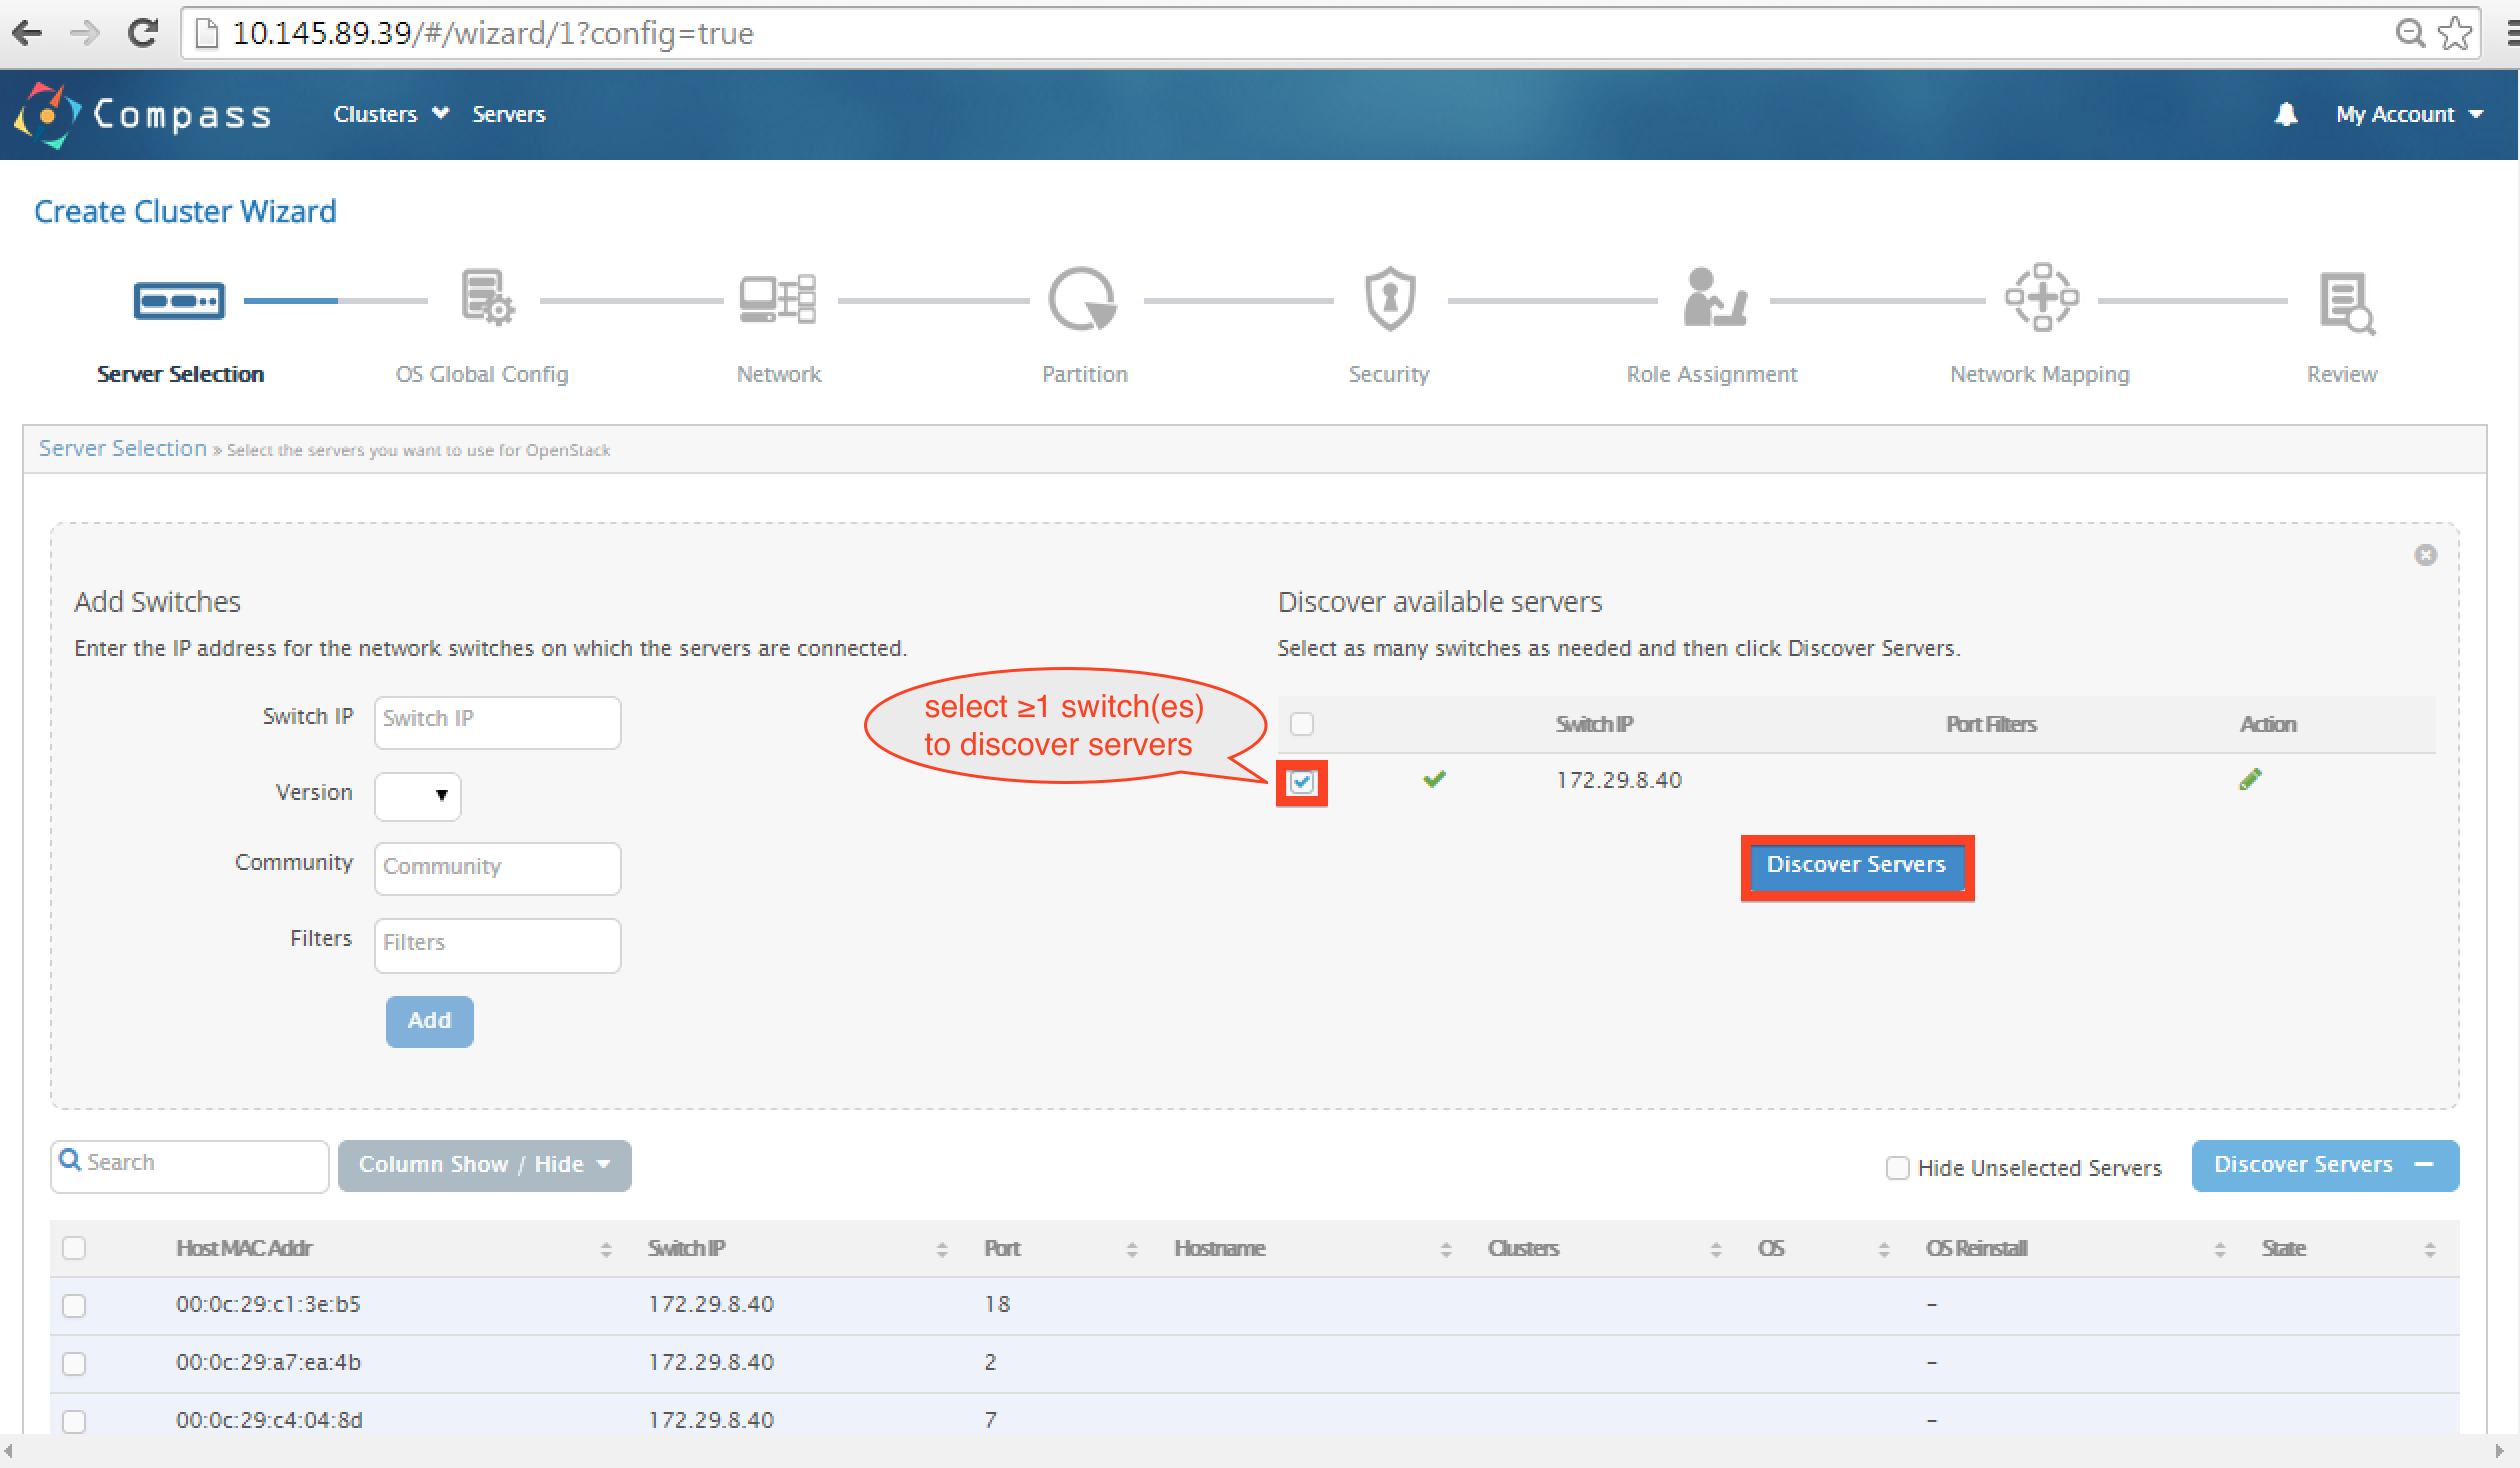 10.145.89.39/#/wizard/1?config=true
Compass Clusters Servers My Account
Create Cluster Wizard
Server Selection OS Global Config Network Partition Security Role Assignment Network Mapping Review
Server Selection » Select the servers you want to use for OpenStack
Add Switches
Enter the IP address for the network switches on which the servers are connected.
Switch IP Switch IP
Version
Community Community
Filters Filters
Add
Discover available servers
Select as many switches as needed and then click Discover Servers.
select ≥1 switch(es)
to discover servers
Switch IP Port Filters Action
172.29.8.40
Discover Servers
Search Column Show / Hide Hide Unselected Servers Discover Servers
Host MAC Addr Switch IP Port Hostname Clusters OS OS Reinstall State
00:0c:29:c1:3e:b5 172.29.8.40 18 –
00:0c:29:a7:ea:4b 172.29.8.40 2 –
00:0c:29:c4:04:8d 172.29.8.40 7 –